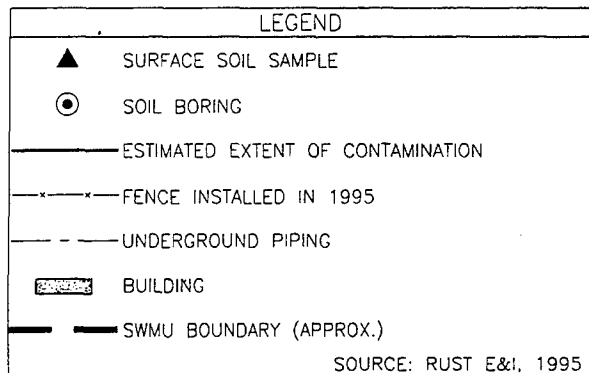 LEGEND
SURFACE SOIL SAMPLE
SOIL BORING
ESTIMATED EXTENT OF CONTAMINATION
FENCE INSTALLED IN 1995
UNDERGROUND PIPING
BUILDING
SWMU BOUNDARY (APPROX.)
SOURCE: RUST E&I, 1995